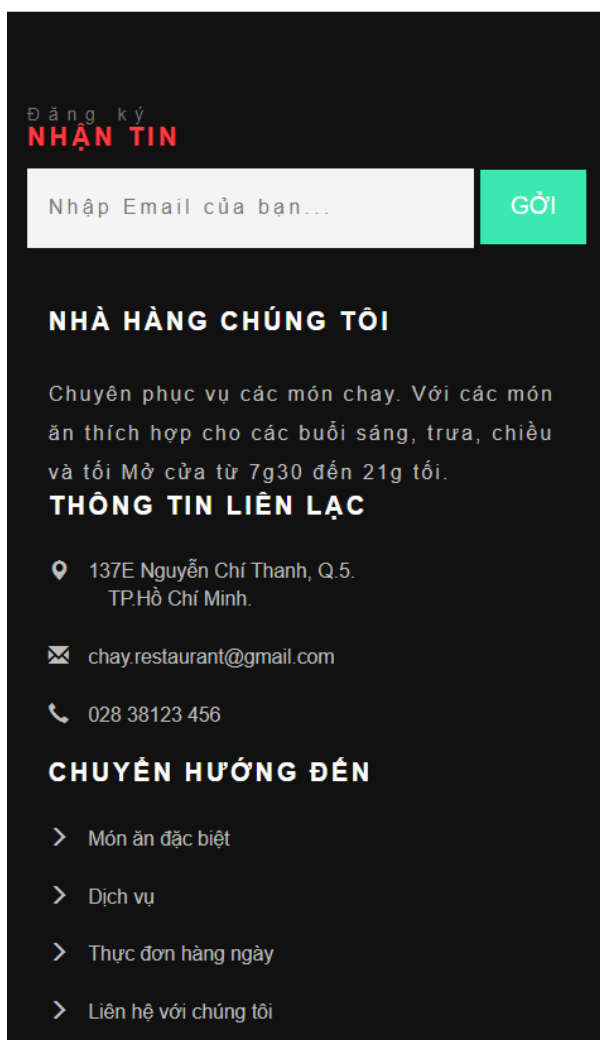 Đăng ký
NHẬN TIN
Nhập Email của bạn...
GỞI
NHÀ HÀNG CHÚNG TÔI
Chuyên phục vụ các món chay. Với các món
ăn thích hợp cho các buổi sáng, trưa, chiều
và tối Mở cửa từ 7g30 đến 21g tối.
THÔNG TIN LIÊN LẠC
137E Nguyễn Chí Thanh, Q.5.
TP.Hồ Chí Minh.
chay.restaurant@gmail.com
028 38123 456
CHUYỂN HƯỚNG ĐẾN
Món ăn đặc biệt
Dịch vụ
Thực đơn hàng ngày
Liên hệ với chúng tôi